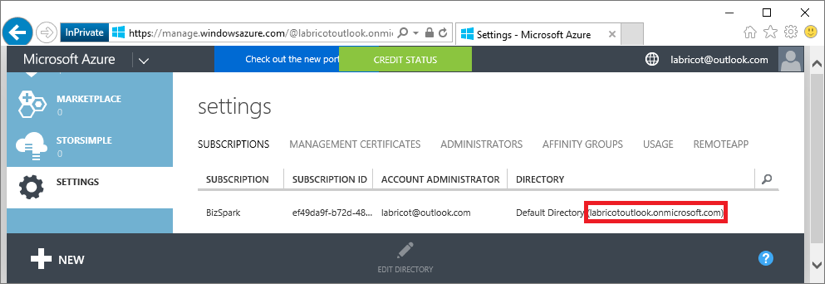 InPrivate https://manage.windowsazure.com/@labricotoutlook.onmi Settings - Microsoft Azure
Microsoft Azure Check out the new port CREDIT STATUS labricot@outlook.com
MARKETPLACE
0
STORSIMPLE
0
SETTINGS
settings
SUBSCRIPTIONS MANAGEMENT CERTIFICATES ADMINISTRATORS AFFINITY GROUPS USAGE REMOTEAPP
SUBSCRIPTION SUBSCRIPTION ID ACCOUNT ADMINISTRATOR DIRECTORY
BizSpark ef49da9f-b72d-48... labricot@outlook.com Default Directory (labricotoutlook.onmicrosoft.com)
NEW EDIT DIRECTORY ?